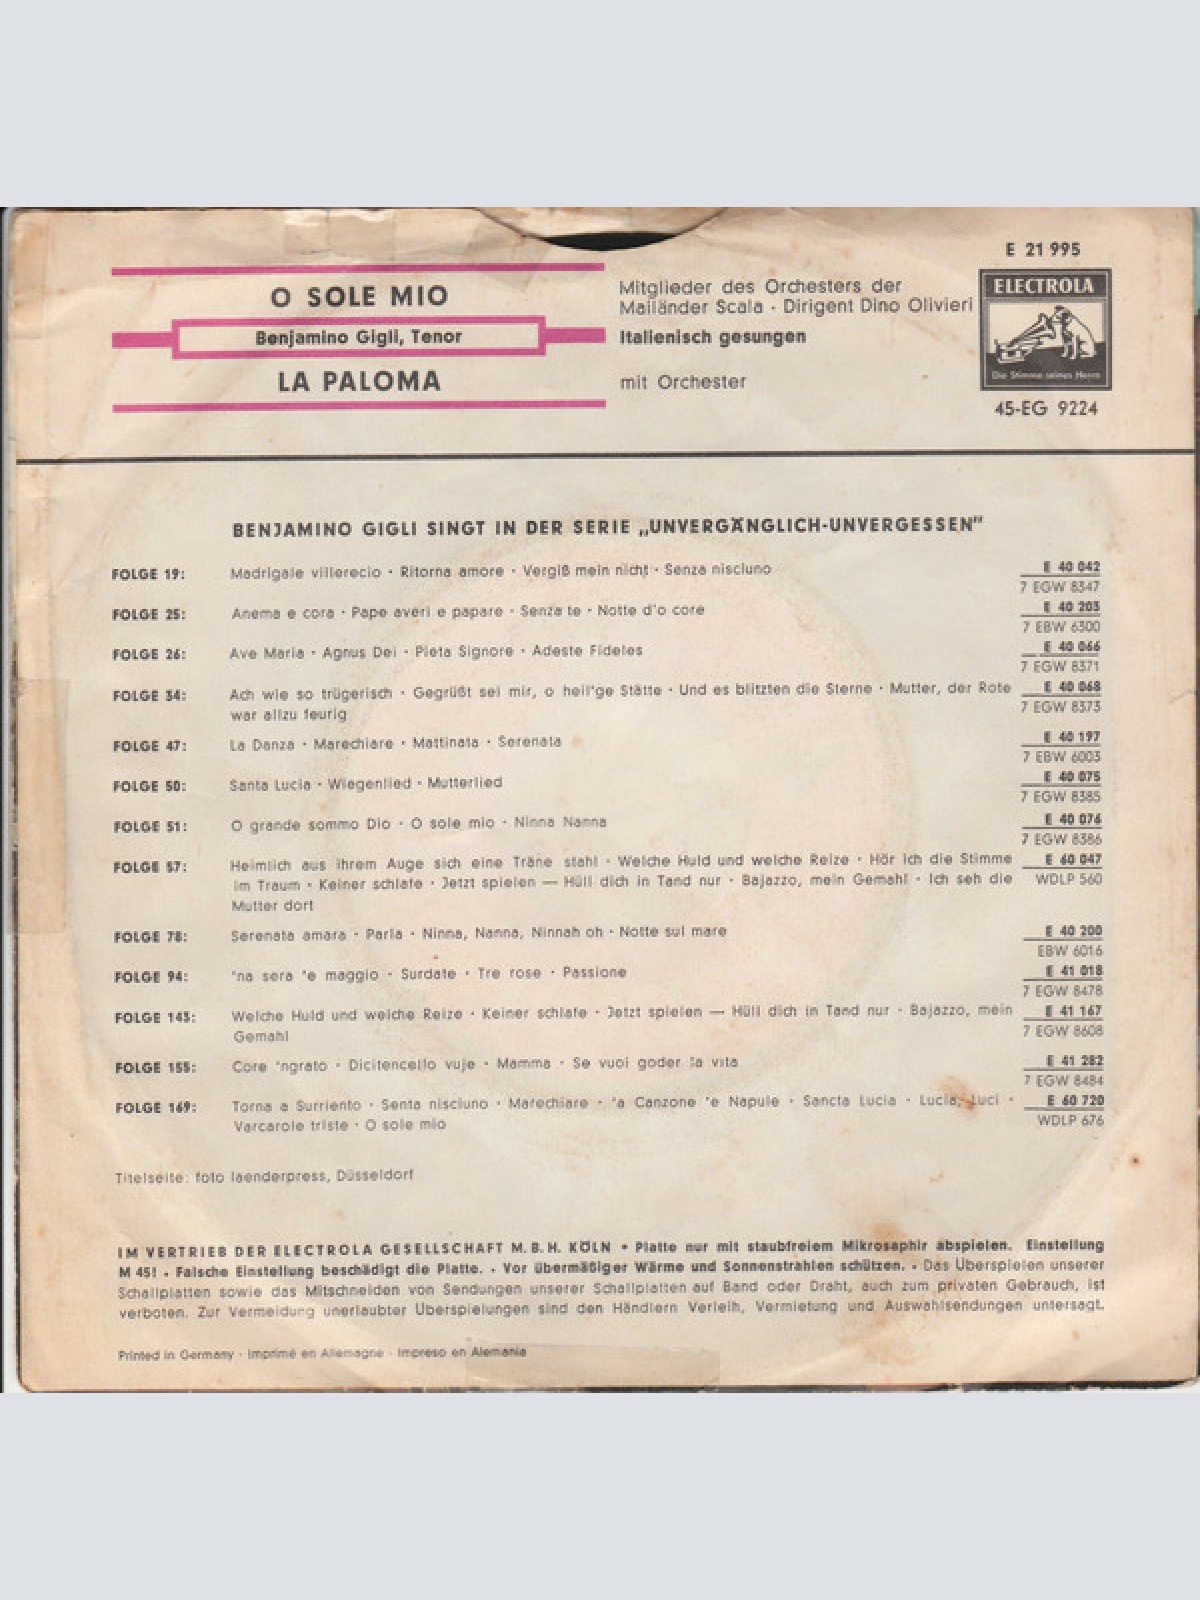 E 21 995
ELECTROLA
Die Stimme seines Herrn
45-EG 9224
O SOLE MIO
Benjamino Gigli, Tenor
LA PALOMA
Mitglieder des Orchesters der
Mailänder Scala · Dirigent Dino Olivieri
Italienisch gesungen
mit Orchester
BENJAMINO GIGLI SINGT IN DER SERIE „UNVERGÄNGLICH-UNVERGESSEN"
FOLGE 19: Madrigale villerecio · Ritorna amore · Vergiß mein nicht · Senza nisciuno E 40 042
7 EGW 8347
FOLGE 25: Anema e cora · Pape averi e papare · Senza te · Notte d'o core E 40 203
7 EBW 6300
FOLGE 26: Ave Maria · Agnus Dei · Pieta Signore · Adeste Fideles E 40 066
7 EGW 8371
FOLGE 34: Ach wie so trügerisch · Gegrüßt sei mir, o heil'ge Stätte · Und es blitzten die Sterne · Mutter, der Rote E 40 068
war allzu feurig 7 EGW 8373
FOLGE 47: La Danza · Marechiare · Mattinata · Serenata E 40 197
7 EBW 6003
FOLGE 50: Santa Lucia · Wiegenlied · Mutterlied E 40 075
7 EGW 8385
FOLGE 51: O grande sommo Dio · O sole mio · Ninna Nanna E 40 076
7 EGW 8386
FOLGE 57: Heimlich aus ihrem Auge sich eine Träne stahl · Welche Huld und welche Reize · Hör ich die Stimme E 60 047
im Traum · Keiner schlafe · Jetzt spielen — Hüll dich in Tand nur · Bajazzo, mein Gemahl · Ich seh die WDLP 560
Mutter dort
FOLGE 78: Serenata amara · Parla · Ninna, Nanna, Ninnah oh · Notte sul mare E 40 200
EBW 6016
FOLGE 94: 'na sera 'e maggio · Surdate · Tre rose · Passione E 41 018
7 EGW 8478
FOLGE 143: Welche Huld und welche Reize · Keiner schlafe · Jetzt spielen — Hüll dich in Tand nur · Bajazzo, mein E 41 167
Gemahl 7 EGW 8608
FOLGE 155: Core 'ngrato · Dicitencello vuje · Mamma · Se vuoi goder la vita E 41 282
7 EGW 8484
FOLGE 169: Torna a Surriento · Senta nisciuno · Marechiare · 'a Canzone 'e Napule · Sancta Lucia · Lucia, Luci · E 60 720
Varcarole triste · O sole mio WDLP 676
Titelseite: foto laenderpress, Düsseldorf
IM VERTRIEB DER ELECTROLA GESELLSCHAFT M. B. H. KÖLN • Platte nur mit staubfreiem Mikrosaphir abspielen. Einstellung
M 45! • Falsche Einstellung beschädigt die Platte. • Vor übermäßiger Wärme und Sonnenstrahlen schützen. • Das Überspielen unserer
Schallplatten sowie das Mitschneiden von Sendungen unserer Schallplatten auf Band oder Draht, auch zum privaten Gebrauch, ist
verboten. Zur Vermeidung unerlaubter Überspielungen sind den Händlern Verleih, Vermietung und Auswahlsendungen untersagt.
Printed in Germany · Imprimé en Allemagne · Impreso en Alemania